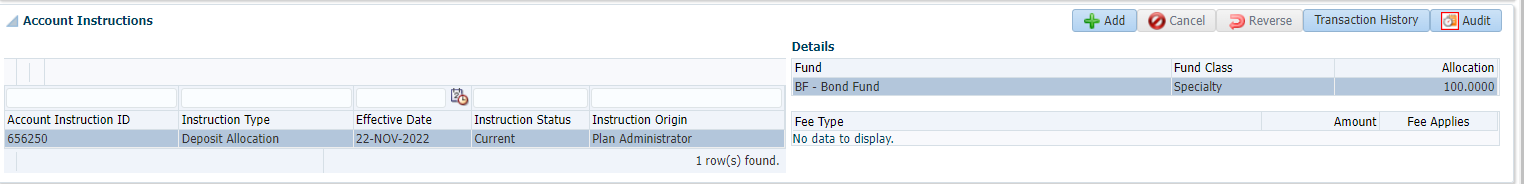 Account Instructions
Add Cancel Reverse Transaction History Audit
Account Instruction ID Instruction Type Effective Date Instruction Status Instruction Origin
656250 Deposit Allocation 22-NOV-2022 Current Plan Administrator
1 row(s) found.
Details
Fund Fund Class Allocation
BF - Bond Fund Specialty 100.0000
Fee Type Amount Fee Applies
No data to display.